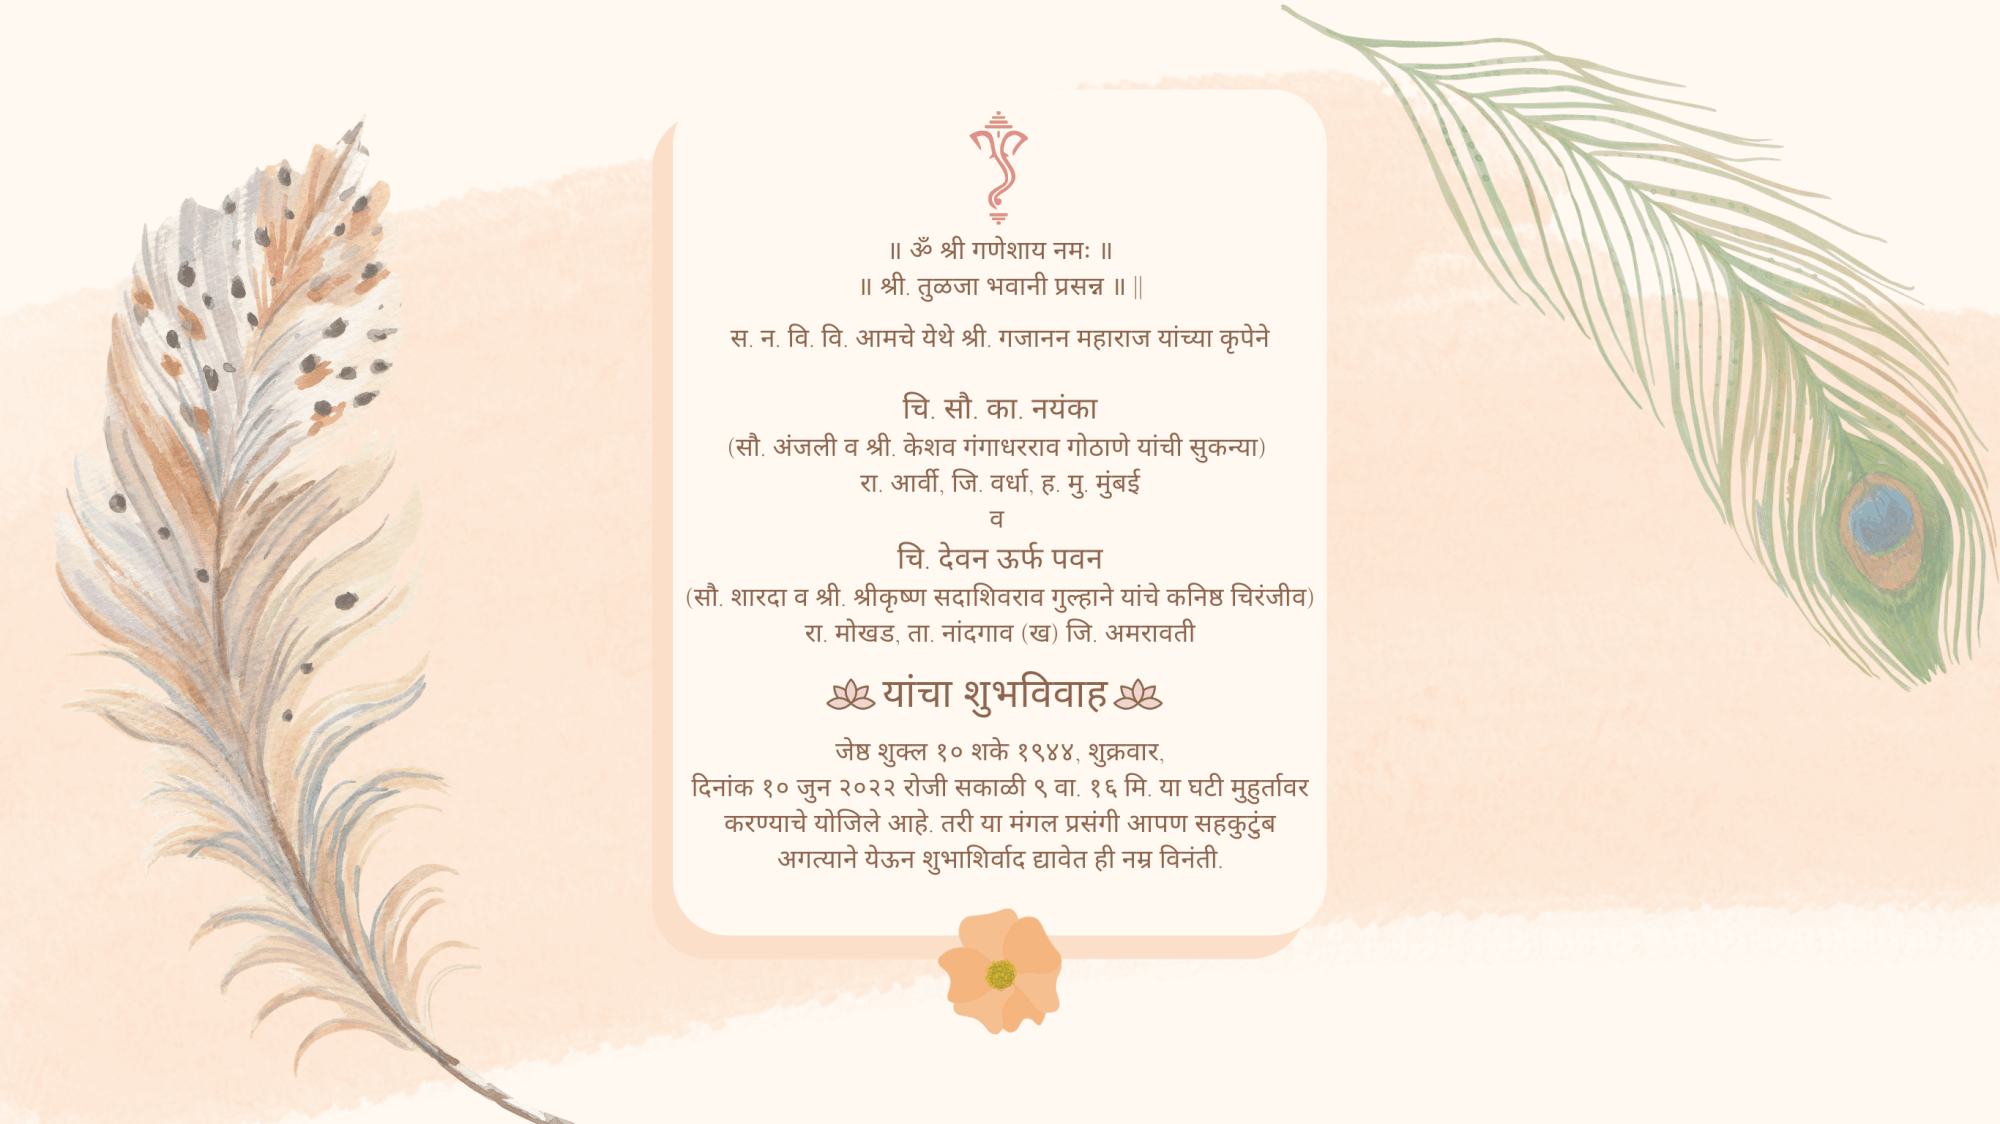 ॥ ॐ श्री गणेशाय नमः ॥
॥ श्री. तुळजा भवानी प्रसन्न ॥ ||
स. न. वि. वि. आमचे येथे श्री. गजानन महाराज यांच्या कृपेने
चि. सौ. का. नयंका
(सौ. अंजली व श्री. केशव गंगाधरराव गोठाणे यांची सुकन्या)
रा. आर्वी, जि. वर्धा, ह. मु. मुंबई
व
चि. देवन ऊर्फ पवन
(सौ. शारदा व श्री. श्रीकृष्ण सदाशिवराव गुल्हाने यांचे कनिष्ठ चिरंजीव)
रा. मोखड, ता. नांदगाव (ख) जि. अमरावती
यांचा शुभविवाह
जेष्ठ शुक्ल १० शके १९४४, शुक्रवार,
दिनांक १० जुन २०२२ रोजी सकाळी ९ वा. १६ मि. या घटी मुहुर्तावर
करण्याचे योजिले आहे. तरी या मंगल प्रसंगी आपण सहकुटुंब
अगत्याने येऊन शुभाशिर्वाद द्यावेत ही नम्र विनंती.